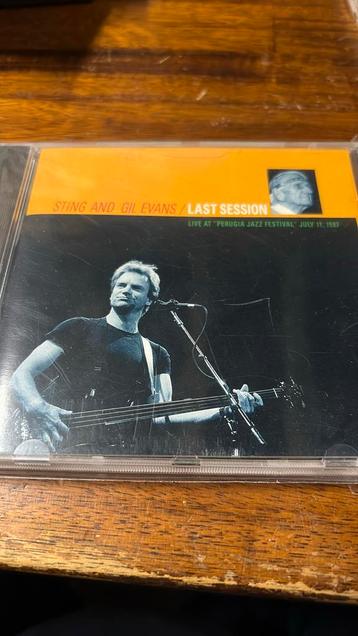 STING AND GIL EVANS / LAST SESSION
LIVE AT "PERUGIA JAZZ FESTIVAL" JULY 11, 1987